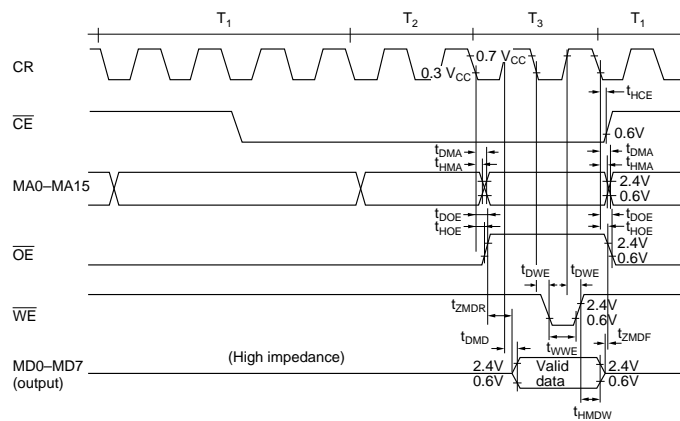 T1 T2 T3 T1
CR
0.7 VCC
0.3 VCC
tHCE
CE
0.6V
tDMA tDMA
tHMA tHMA
MA0–MA15
2.4V
0.6V
tDOE tDOE
tHOE tHOE
OE
2.4V
0.6V
tDWE tDWE
WE
tZMDR
2.4V
0.6V
tDMD tWWE tZMDF
MD0–MD7
(output)
(High impedance)
2.4V
0.6V
Valid
data
2.4V
0.6V
tHMDW